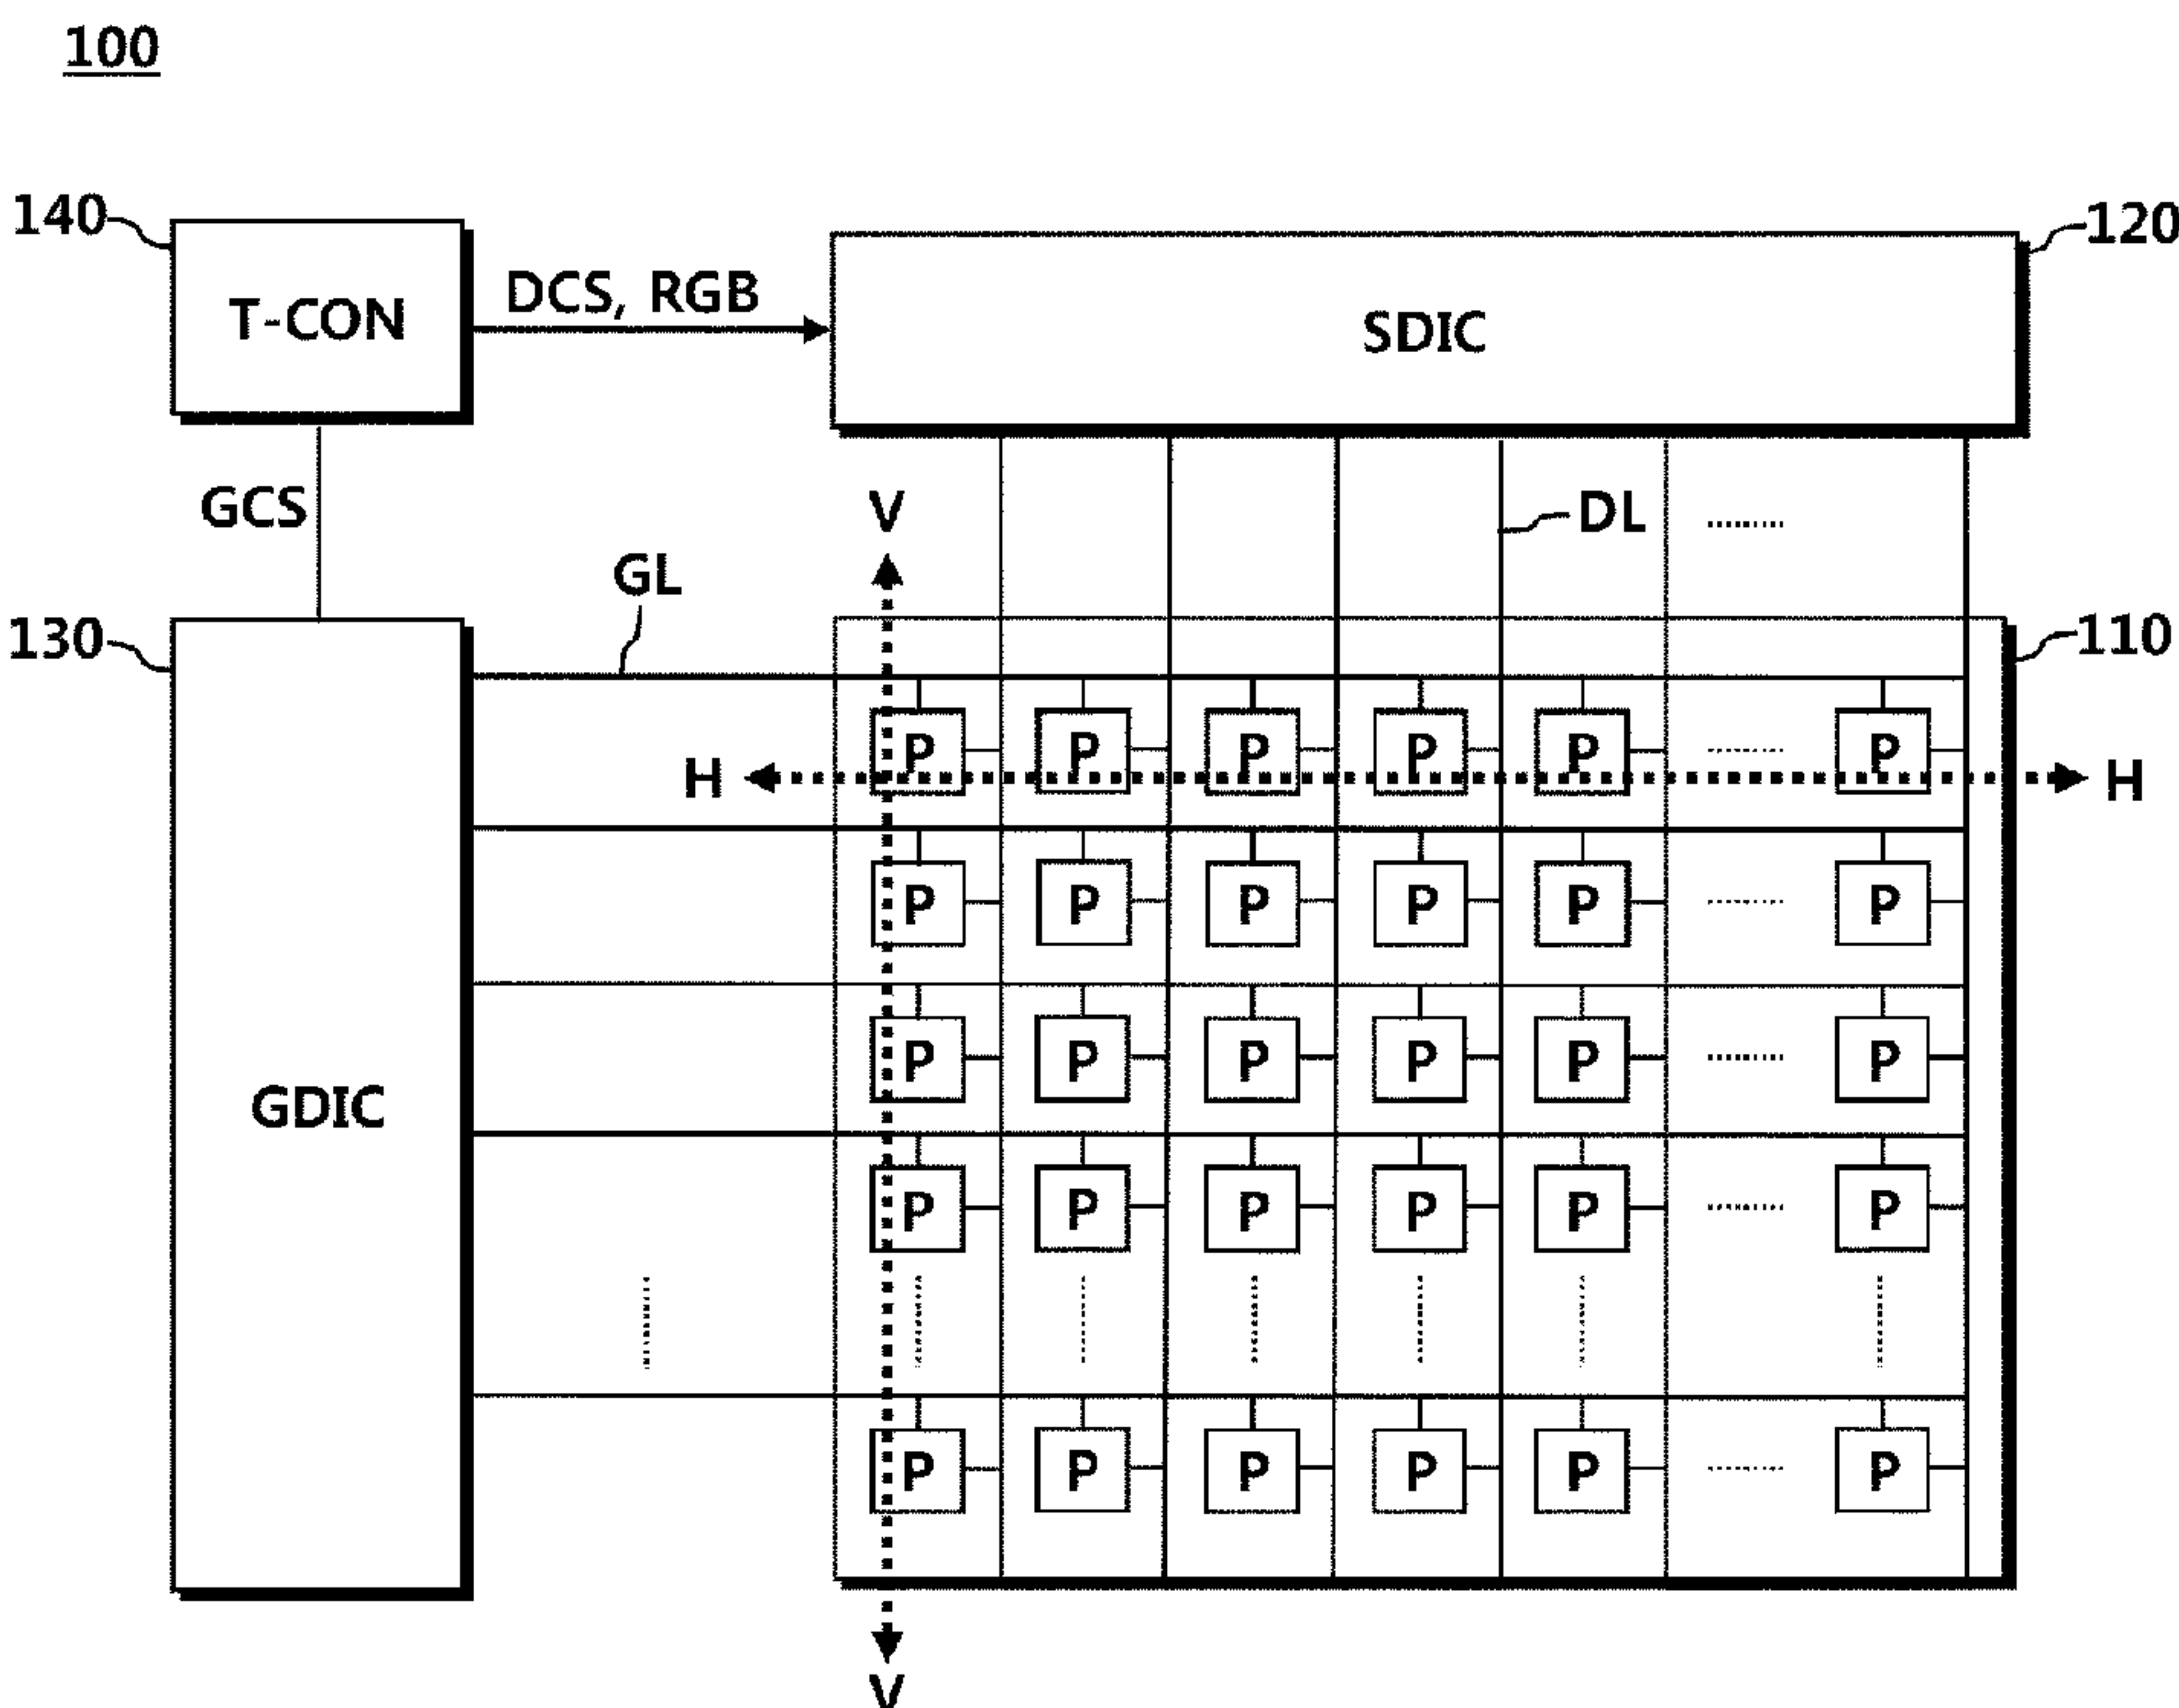 100
140
120
T-CON
DCS, RGB
SDIC
GCS
V
DL
GL
130
110
P P P P P P
H H
P P P P P P
P P P P P P
GDIC
P P P P P P
P P P P P P
V